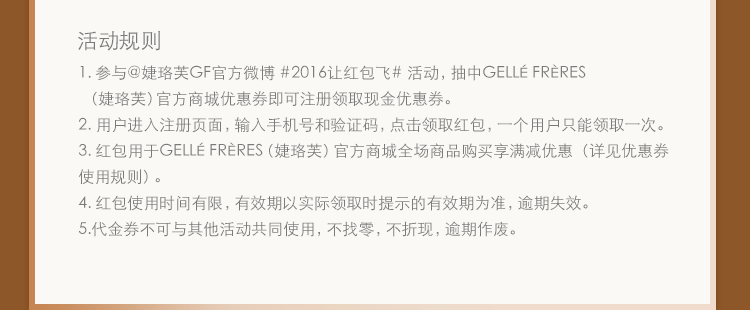 活动规则
1. 参与@婕珞芙GF官方微博 #2016让红包飞# 活动, 抽中GELLÉ FRÈRES
（婕珞芙）官方商城优惠券即可注册领取现金优惠券。
2. 用户进入注册页面, 输入手机号和验证码, 点击领取红包, 一个用户只能领取一次。
3. 红包用于GELLÉ FRÈRES（婕珞芙）官方商城全场商品购买享满减优惠（详见优惠券
使用规则）。
4. 红包使用时间有限, 有效期以实际领取时提示的有效期为准, 逾期失效。
5.代金券不可与其他活动共同使用, 不找零, 不折现, 逾期作废。